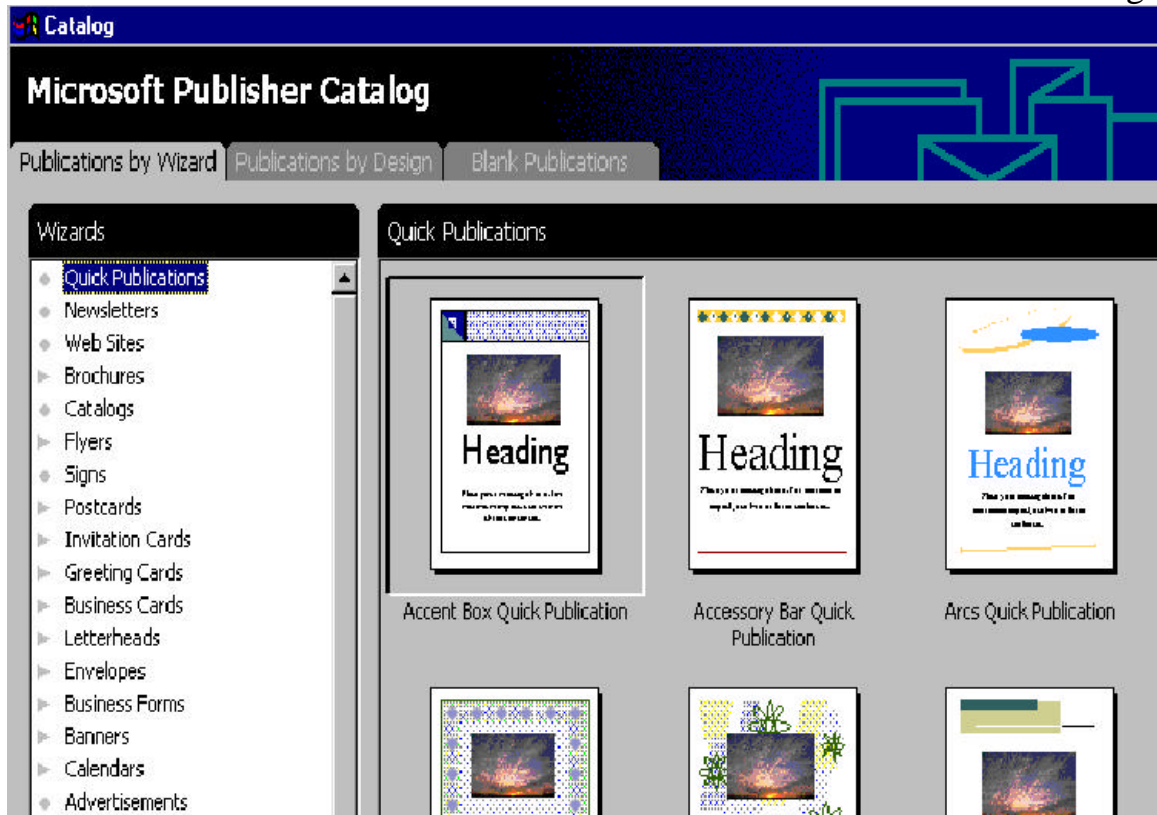 Catalog
Microsoft Publisher Catalog
Publications by Wizard
Publications by Design
Blank Publications
Wizards
Quick Publications
Newsletters
Web Sites
Brochures
Catalogs
Flyers
Signs
Postcards
Invitation Cards
Greeting Cards
Business Cards
Letterheads
Envelopes
Business Forms
Banners
Calendars
Advertisements
Quick Publications
Heading
Accent Box Quick Publication
Heading
Accessory Bar Quick
Publication
Heading
Arcs Quick Publication